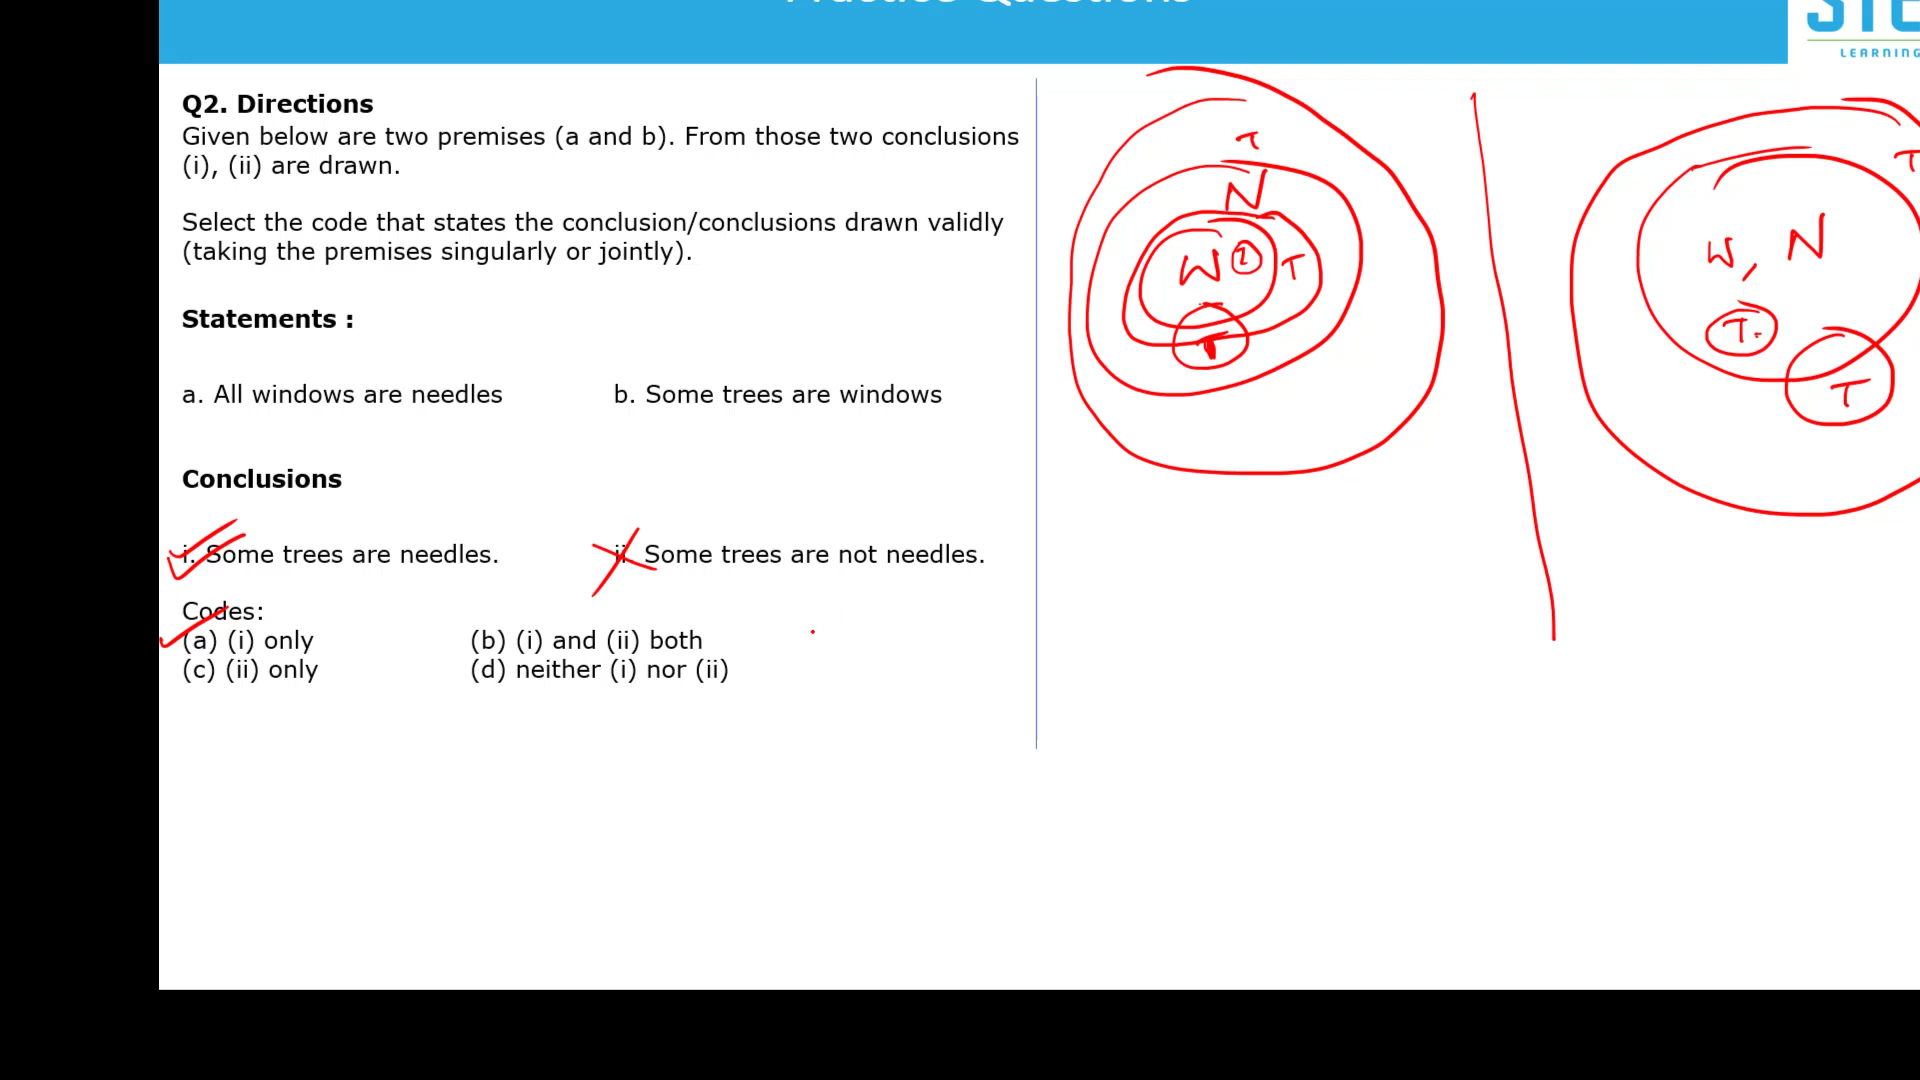 Practice Questions
LEARNING
Q2. Directions
Given below are two premises (a and b). From those two conclusions
(i), (ii) are drawn.
Select the code that states the conclusion/conclusions drawn validly
(taking the premises singularly or jointly).
Statements :
a. All windows are needles b. Some trees are windows
Conclusions
i. Some trees are needles. ii. Some trees are not needles.
Codes:
(a) (i) only (b) (i) and (ii) both
(c) (ii) only (d) neither (i) nor (ii)
T
N
W T
T
T
W, N
T.
T